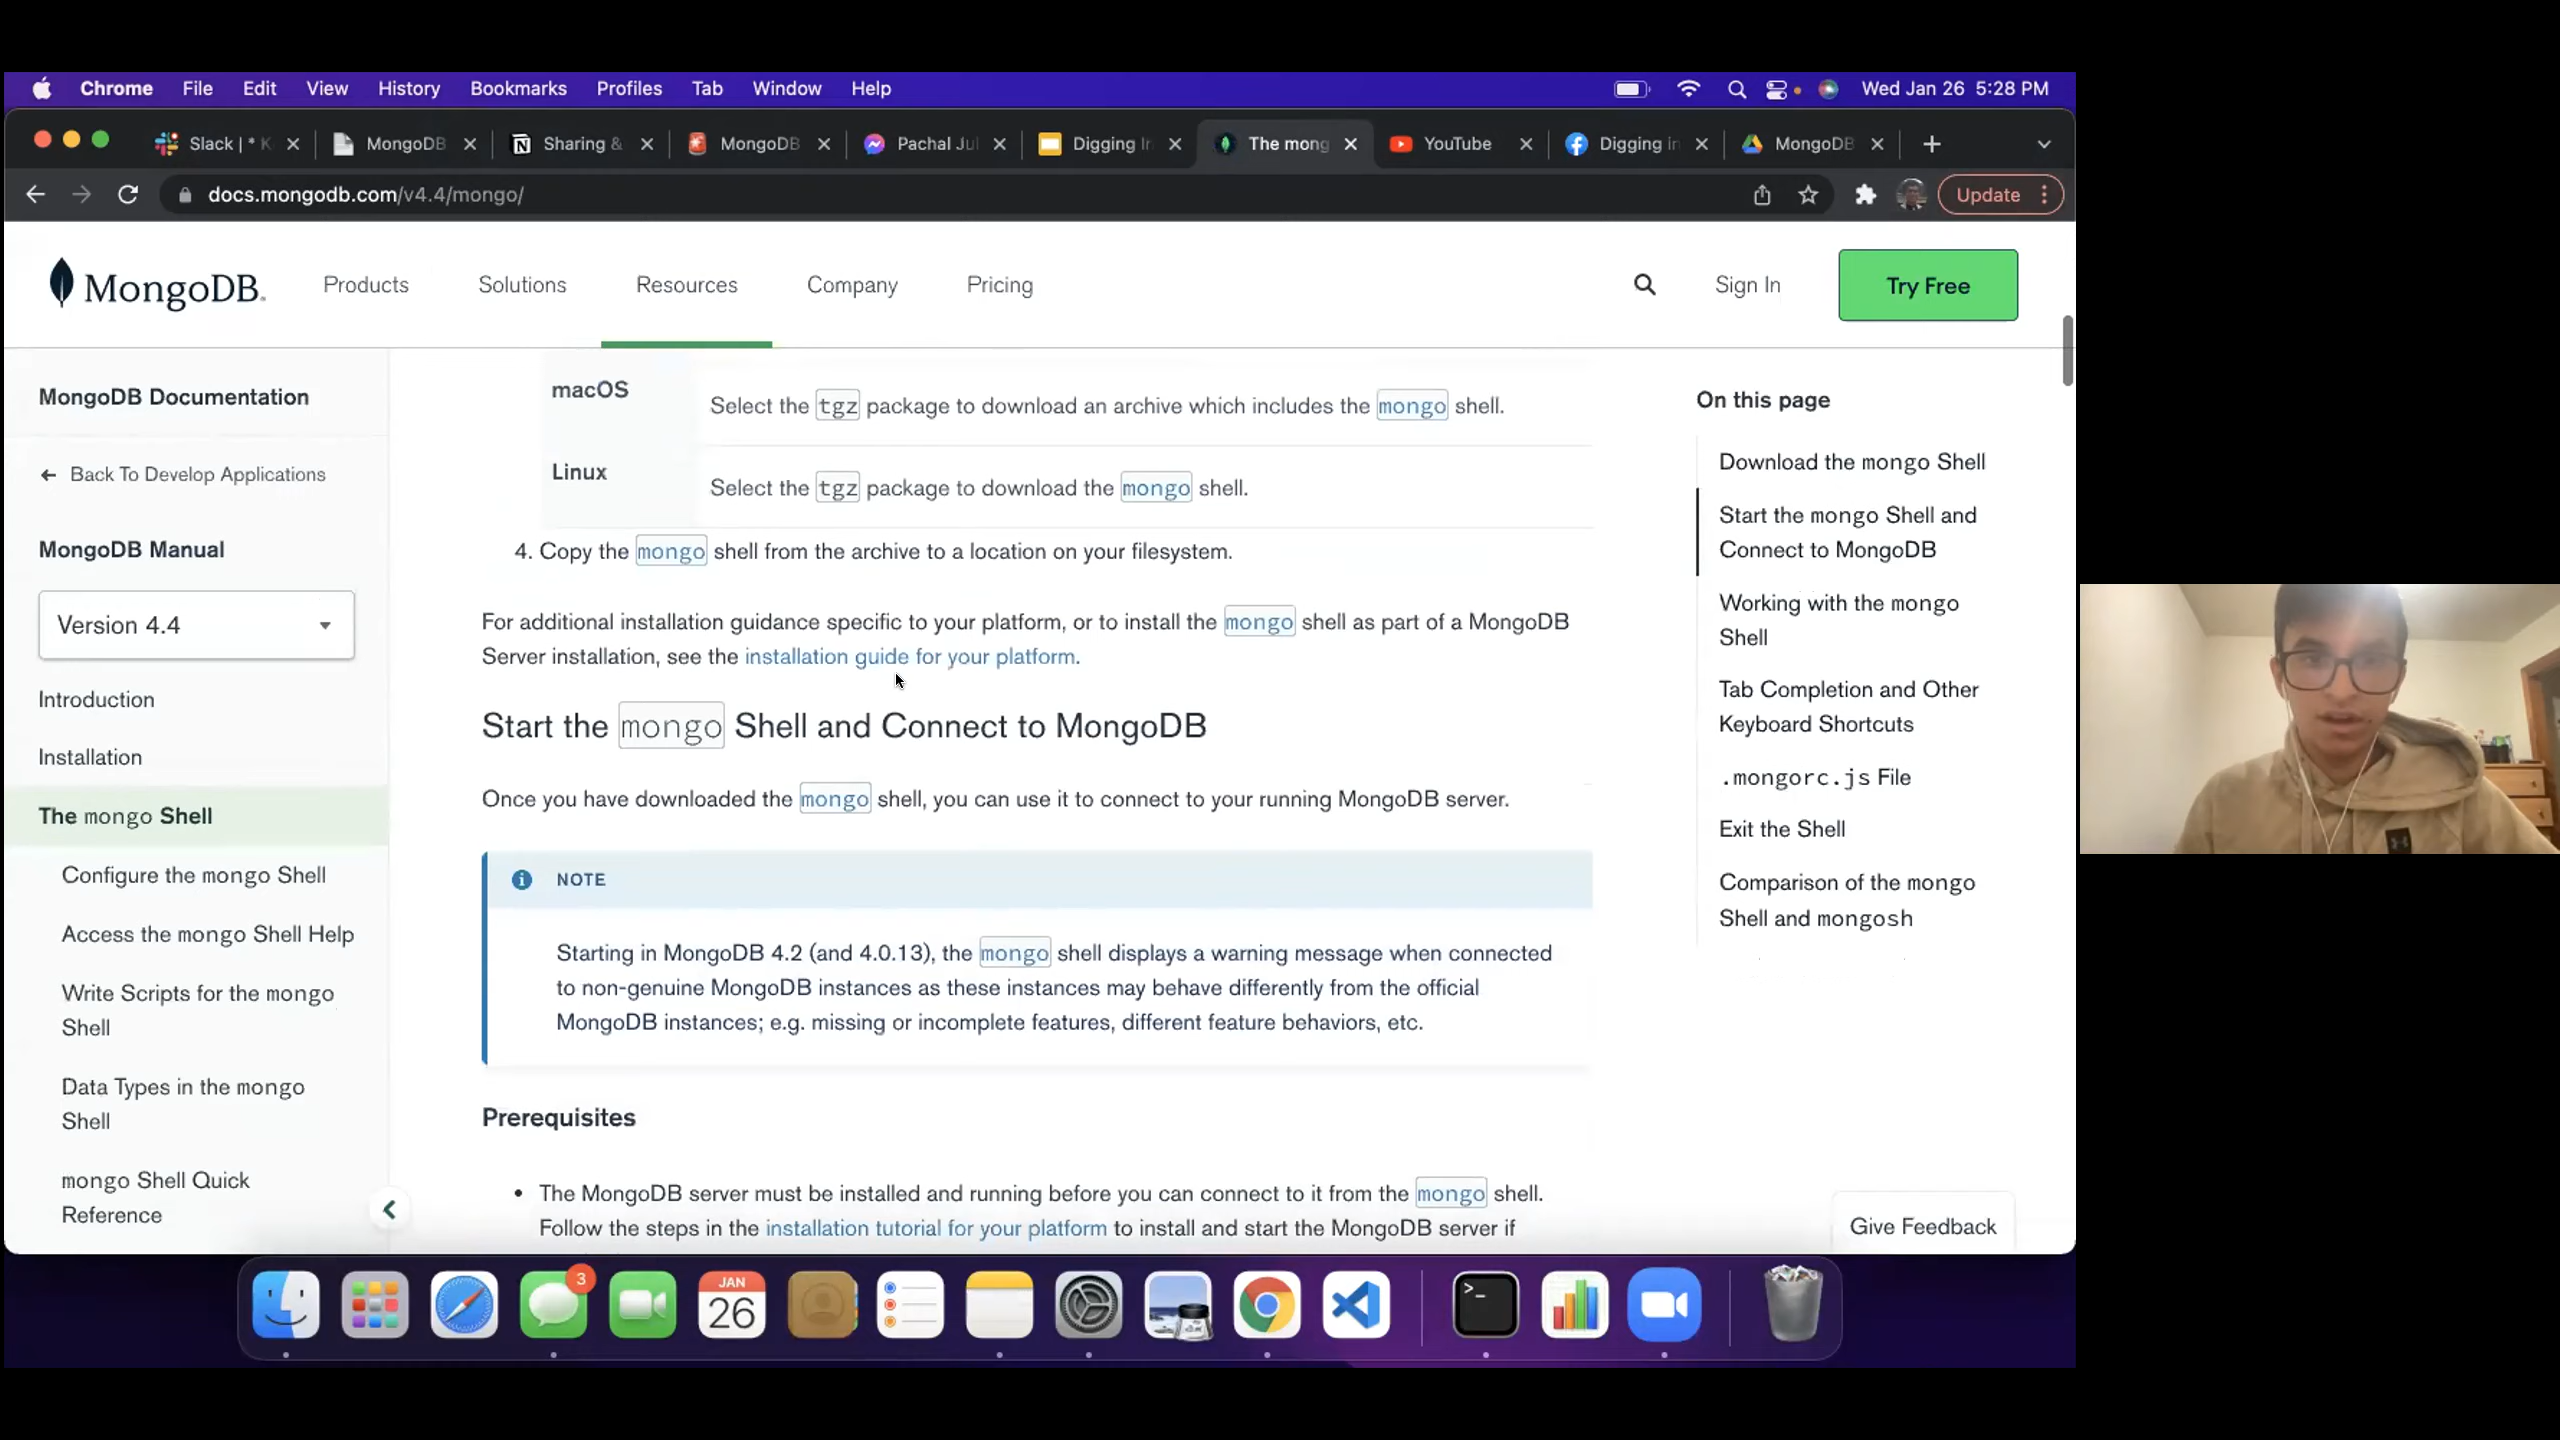 Chrome File Edit View History Bookmarks Profiles Tab Window Help Wed Jan 26 5:28 PM
Slack | * K MongoDB Sharing & MongoDB Pachal Jul Digging In The mong YouTube Digging in MongoDB
docs.mongodb.com/v4.4/mongo/ Update
MongoDB. Products Solutions Resources Company Pricing Sign In Try Free
MongoDB Documentation
← Back To Develop Applications
MongoDB Manual
Version 4.4
Introduction
Installation
The mongo Shell
Configure the mongo Shell
Access the mongo Shell Help
Write Scripts for the mongo
Shell
Data Types in the mongo
Shell
mongo Shell Quick
Reference
macOS Select the tgz package to download an archive which includes the mongo shell.
Linux Select the tgz package to download the mongo shell.
4. Copy the mongo shell from the archive to a location on your filesystem.
For additional installation guidance specific to your platform, or to install the mongo shell as part of a MongoDB
Server installation, see the installation guide for your platform.
Start the mongo Shell and Connect to MongoDB
Once you have downloaded the mongo shell, you can use it to connect to your running MongoDB server.
NOTE
Starting in MongoDB 4.2 (and 4.0.13), the mongo shell displays a warning message when connected
to non-genuine MongoDB instances as these instances may behave differently from the official
MongoDB instances; e.g. missing or incomplete features, different feature behaviors, etc.
Prerequisites
• The MongoDB server must be installed and running before you can connect to it from the mongo shell.
Follow the steps in the installation tutorial for your platform to install and start the MongoDB server if
On this page
Download the mongo Shell
Start the mongo Shell and
Connect to MongoDB
Working with the mongo
Shell
Tab Completion and Other
Keyboard Shortcuts
.mongorc.js File
Exit the Shell
Comparison of the mongo
Shell and mongosh
Give Feedback
3
JAN
26